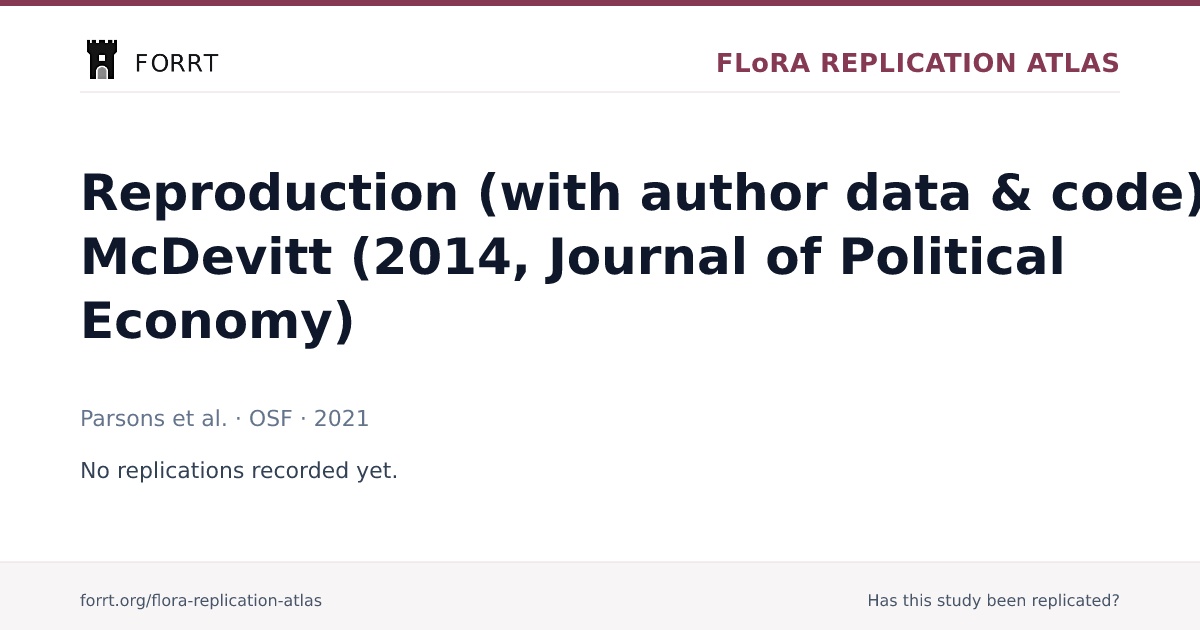 FORRT
FLoRA REPLICATION ATLAS
Reproduction (with author data & code)
McDevitt (2014, Journal of Political
Economy)
Parsons et al. · OSF · 2021
No replications recorded yet.
forrt.org/flora-replication-atlas
Has this study been replicated?